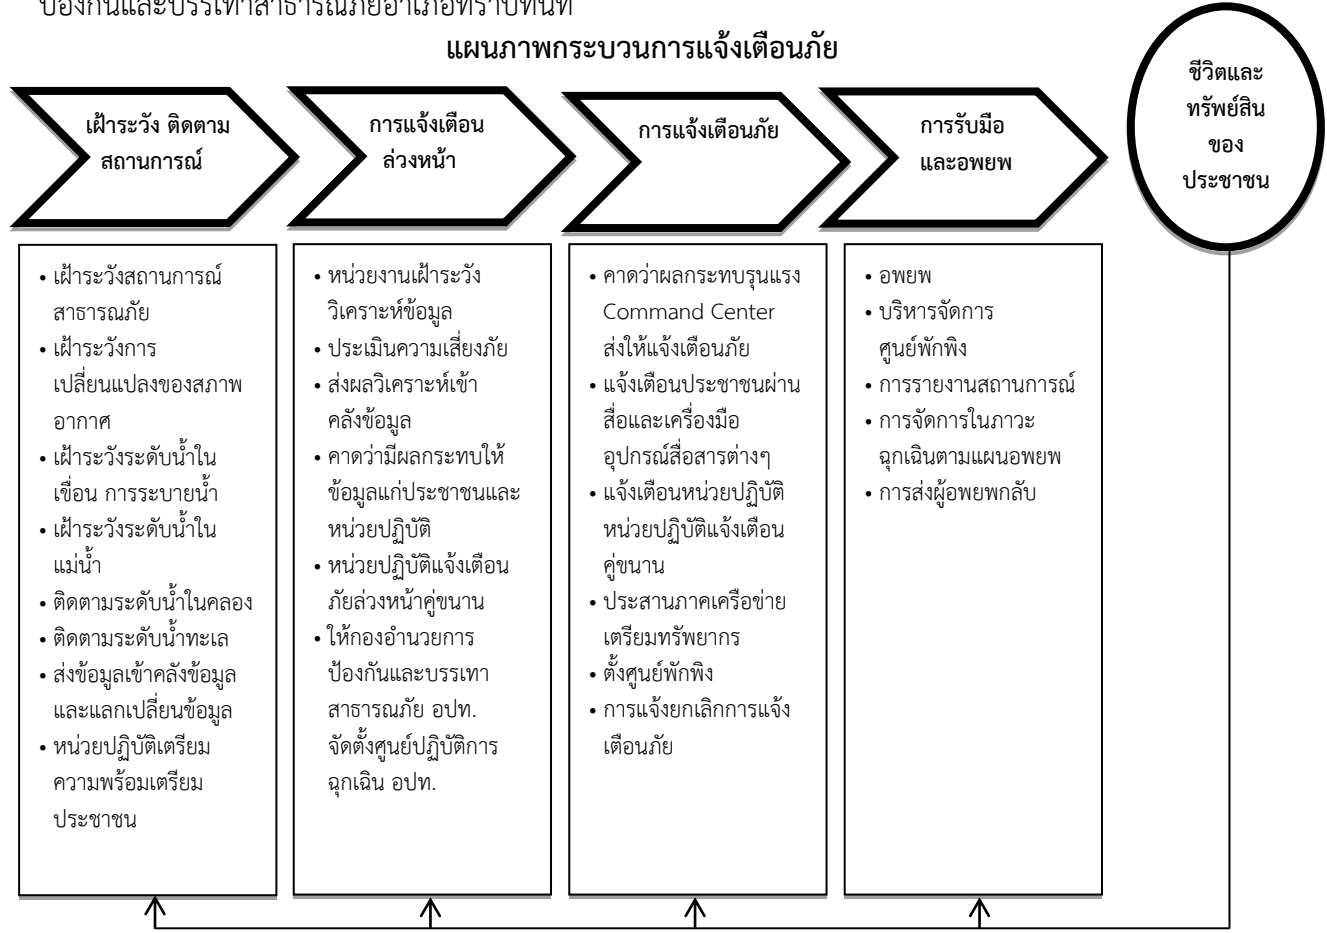 ป้องกันและบรรเทาสาธารณภัยอำเภอทราบทันที
แผนภาพกระบวนการแจ้งเตือนภัย
เฝ้าระวัง ติดตาม
สถานการณ์
การแจ้งเตือน
ล่วงหน้า
การแจ้งเตือนภัย
การรับมือ
และอพยพ
ชีวิตและ
ทรัพย์สิน
ของ
ประชาชน
• เฝ้าระวังสถานการณ์
สาธารณภัย
• เฝ้าระวังการ
เปลี่ยนแปลงของสภาพ
อากาศ
• เฝ้าระวังระดับน้ำใน
เขื่อน การระบายน้ำ
• เฝ้าระวังระดับน้ำใน
แม่น้ำ
• ติดตามระดับน้ำในคลอง
• ติดตามระดับน้ำทะเล
• ส่งข้อมูลเข้าคลังข้อมูล
และแลกเปลี่ยนข้อมูล
• หน่วยปฏิบัติเตรียม
ความพร้อมเตรียม
ประชาชน
• หน่วยงานเฝ้าระวัง
วิเคราะห์ข้อมูล
• ประเมินความเสี่ยงภัย
• ส่งผลวิเคราะห์เข้า
คลังข้อมูล
• คาดว่ามีผลกระทบให้
ข้อมูลแก่ประชาชนและ
หน่วยปฏิบัติ
• หน่วยปฏิบัติแจ้งเตือน
ภัยล่วงหน้าคู่ขนาน
• ให้กองอำนวยการ
ป้องกันและบรรเทา
สาธารณภัย อปท.
จัดตั้งศูนย์ปฏิบัติการ
ฉุกเฉิน อปท.
• คาดว่าผลกระทบรุนแรง
Command Center
ส่งให้แจ้งเตือนภัย
• แจ้งเตือนประชาชนผ่าน
สื่อและเครื่องมือ
อุปกรณ์สื่อสารต่างๆ
• แจ้งเตือนหน่วยปฏิบัติ
หน่วยปฏิบัติแจ้งเตือน
คู่ขนาน
• ประสานภาคเครือข่าย
เตรียมทรัพยากร
• ตั้งศูนย์พักพิง
• การแจ้งยกเลิกการแจ้ง
เตือนภัย
• อพยพ
• บริหารจัดการ
ศูนย์พักพิง
• การรายงานสถานการณ์
• การจัดการในภาวะ
ฉุกเฉินตามแผนอพยพ
• การส่งผู้อพยพกลับ